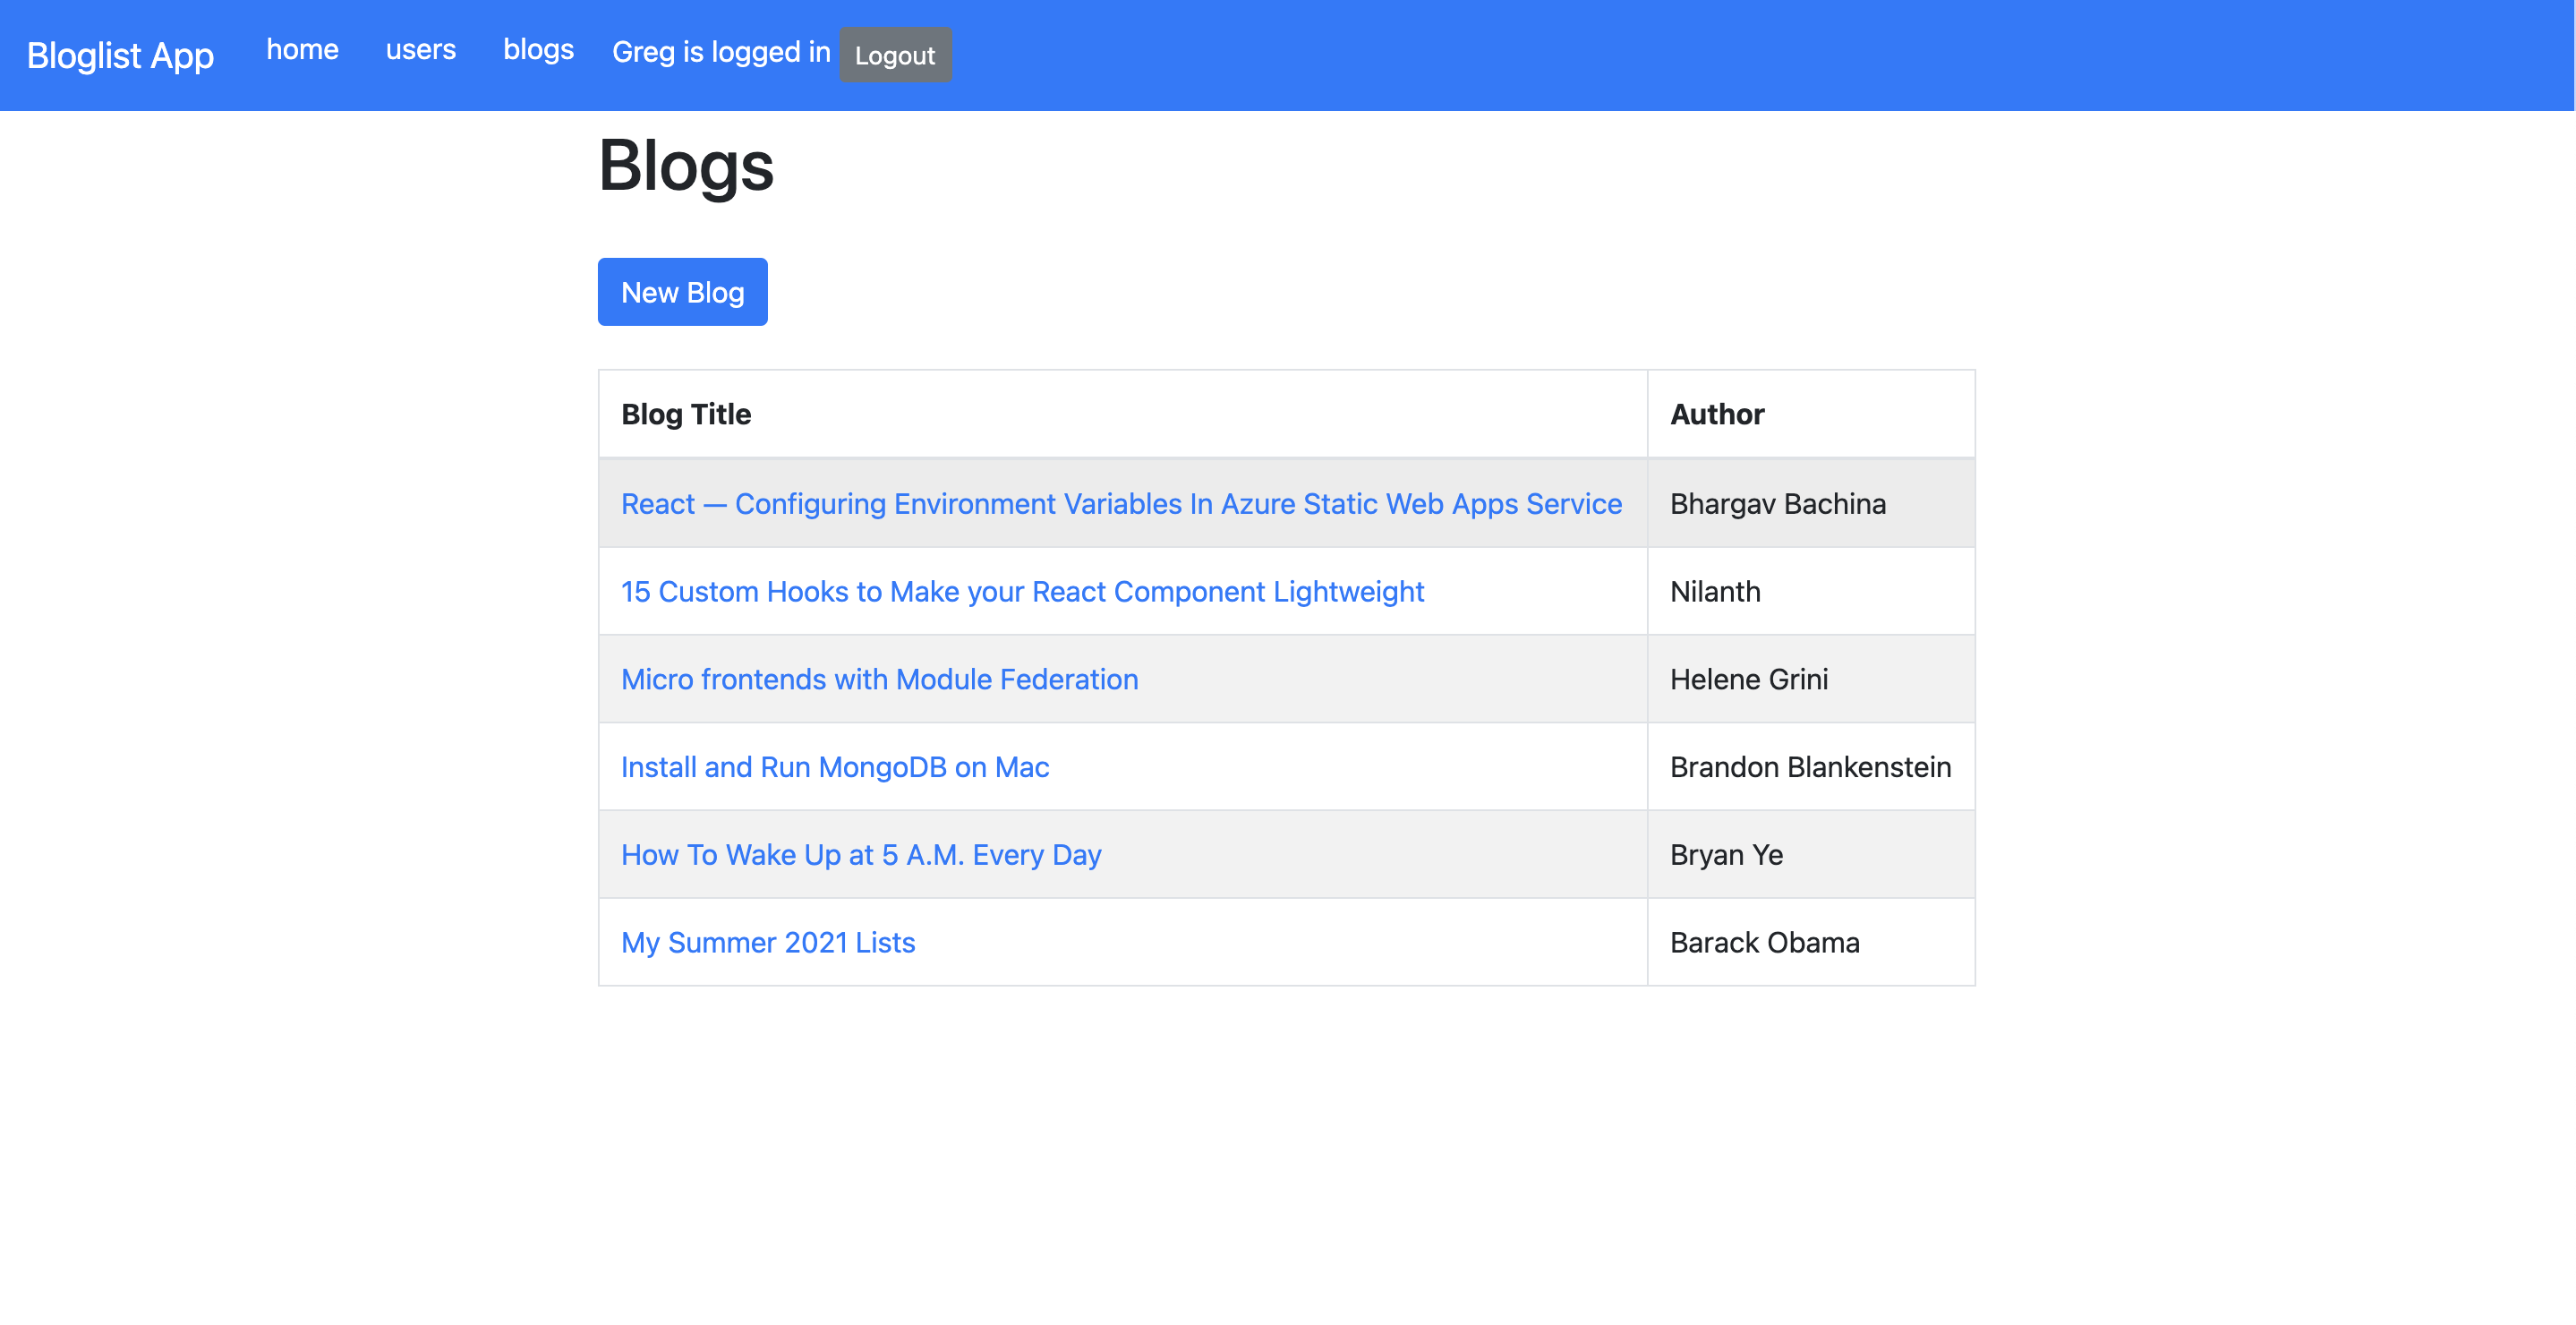 Bloglist App home users blogs Greg is logged in Logout
Blogs
New Blog
Blog Title Author
React — Configuring Environment Variables In Azure Static Web Apps Service Bhargav Bachina
15 Custom Hooks to Make your React Component Lightweight Nilanth
Micro frontends with Module Federation Helene Grini
Install and Run MongoDB on Mac Brandon Blankenstein
How To Wake Up at 5 A.M. Every Day Bryan Ye
My Summer 2021 Lists Barack Obama